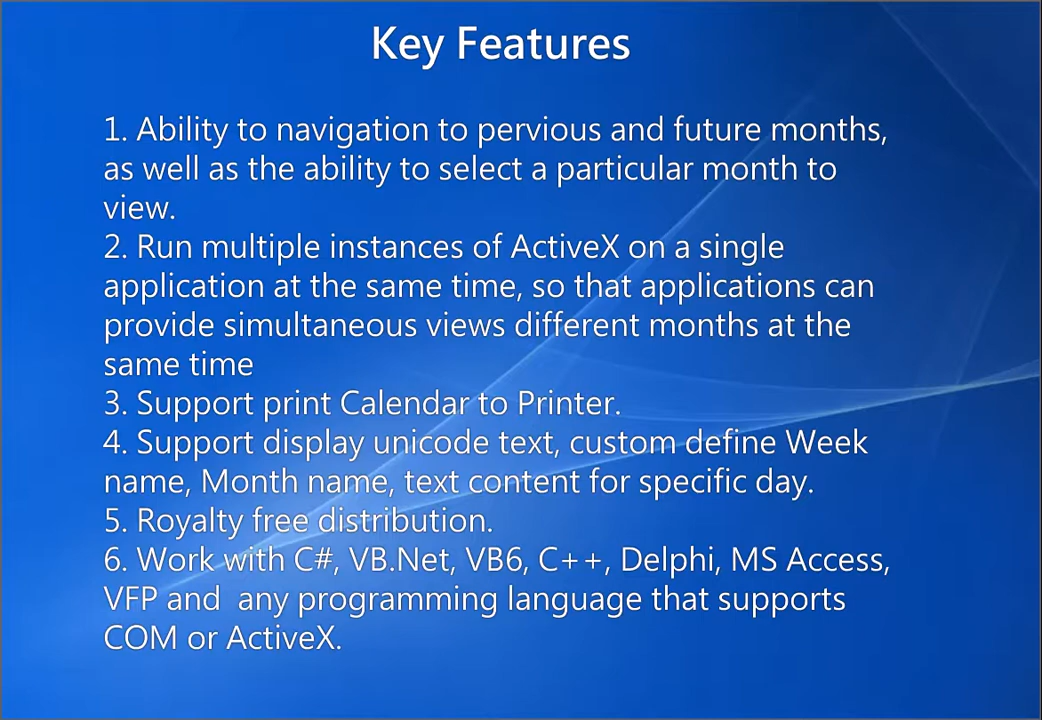 Key Features
1. Ability to navigation to pervious and future months,
as well as the ability to select a particular month to
view.
2. Run multiple instances of ActiveX on a single
application at the same time, so that applications can
provide simultaneous views different months at the
same time
3. Support print Calendar to Printer.
4. Support display unicode text, custom define Week
name, Month name, text content for specific day.
5. Royalty free distribution.
6. Work with C#, VB.Net, VB6, C++, Delphi, MS Access,
VFP and  any programming language that supports
COM or ActiveX.